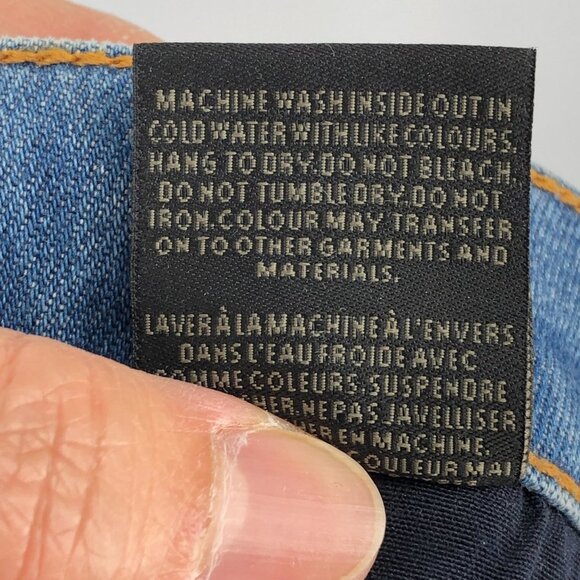 MACHINE WASH INSIDE OUT IN
COLD WATER WITH LIKE COLOURS.
HANG TO DRY. DO NOT BLEACH.
DO NOT TUMBLE DRY. DO NOT
IRON. COLOUR MAY TRANSFER
ON TO OTHER GARMENTS AND
MATERIALS.
LAVER À LA MACHINE À L'ENVERS
DANS L'EAU FROIDE AVEC
COMME COLEURS. SUSPENDRE
NE PAS JAVELLISER
EN MACHINE.
COULEUR MAI